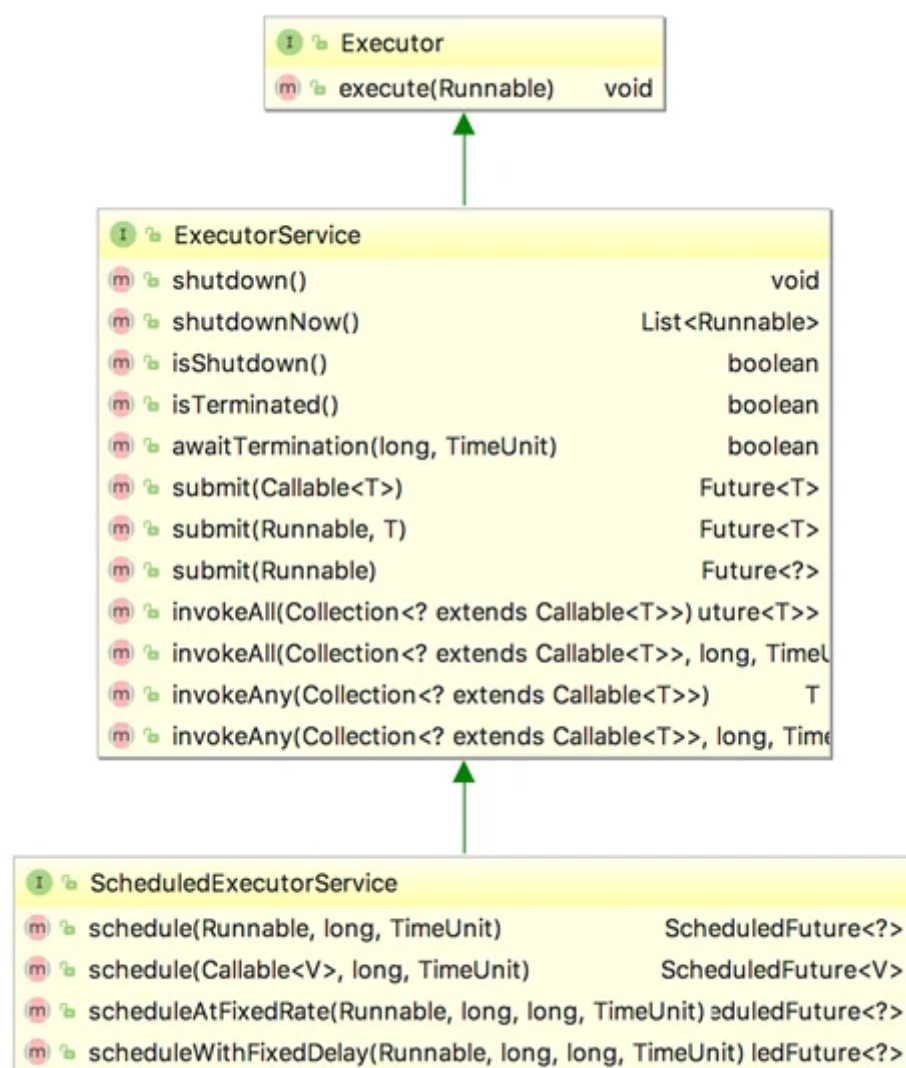 Executor
execute(Runnable) void
ExecutorService
shutdown() void
shutdownNow() List<Runnable>
isShutdown() boolean
isTerminated() boolean
awaitTermination(long, TimeUnit) boolean
submit(Callable<T>) Future<T>
submit(Runnable, T) Future<T>
submit(Runnable) Future<?>
invokeAll(Collection<? extends Callable<T>>) uture<T>>
invokeAll(Collection<? extends Callable<T>>, long, TimeU
invokeAny(Collection<? extends Callable<T>>) T
invokeAny(Collection<? extends Callable<T>>, long, Time
ScheduledExecutorService
schedule(Runnable, long, TimeUnit) ScheduledFuture<?>
schedule(Callable<V>, long, TimeUnit) ScheduledFuture<V>
scheduleAtFixedRate(Runnable, long, long, TimeUnit) eduledFuture<?>
scheduleWithFixedDelay(Runnable, long, long, TimeUnit) ledFuture<?>